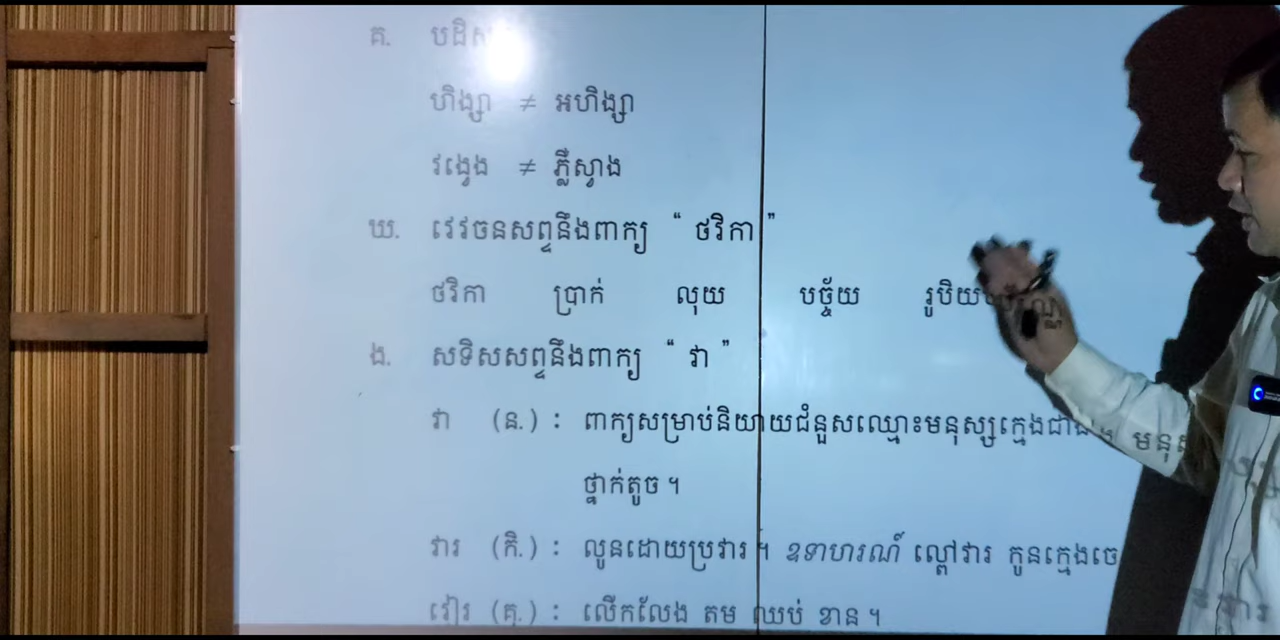 គ. បដិ
ហិង្សា ≠ អហិង្សា
វង្វេង ≠ ភ្លឺស្វាង
ឃ. វេវចនសព្ទនឹងពាក្យ “ ថវិកា ”
ថវិកា ប្រាក់ លុយ បច្ច័យ រូបិយ
ង. សទិសសព្ទនឹងពាក្យ “ វា ”
វា (ន.) : ពាក្យសម្រាប់និយាយជំនួសឈ្មោះមនុស្សក្មេងជាង
ថ្នាក់តូច ។
វារ (កិ.) : លូនដោយប្រវារ ។ ឧទាហរណ៍ ល្ពៅវារ កូនក្មេងចេ
វៀរ (គុ.) : លើកលែង តម ឈប់ ខាន ។